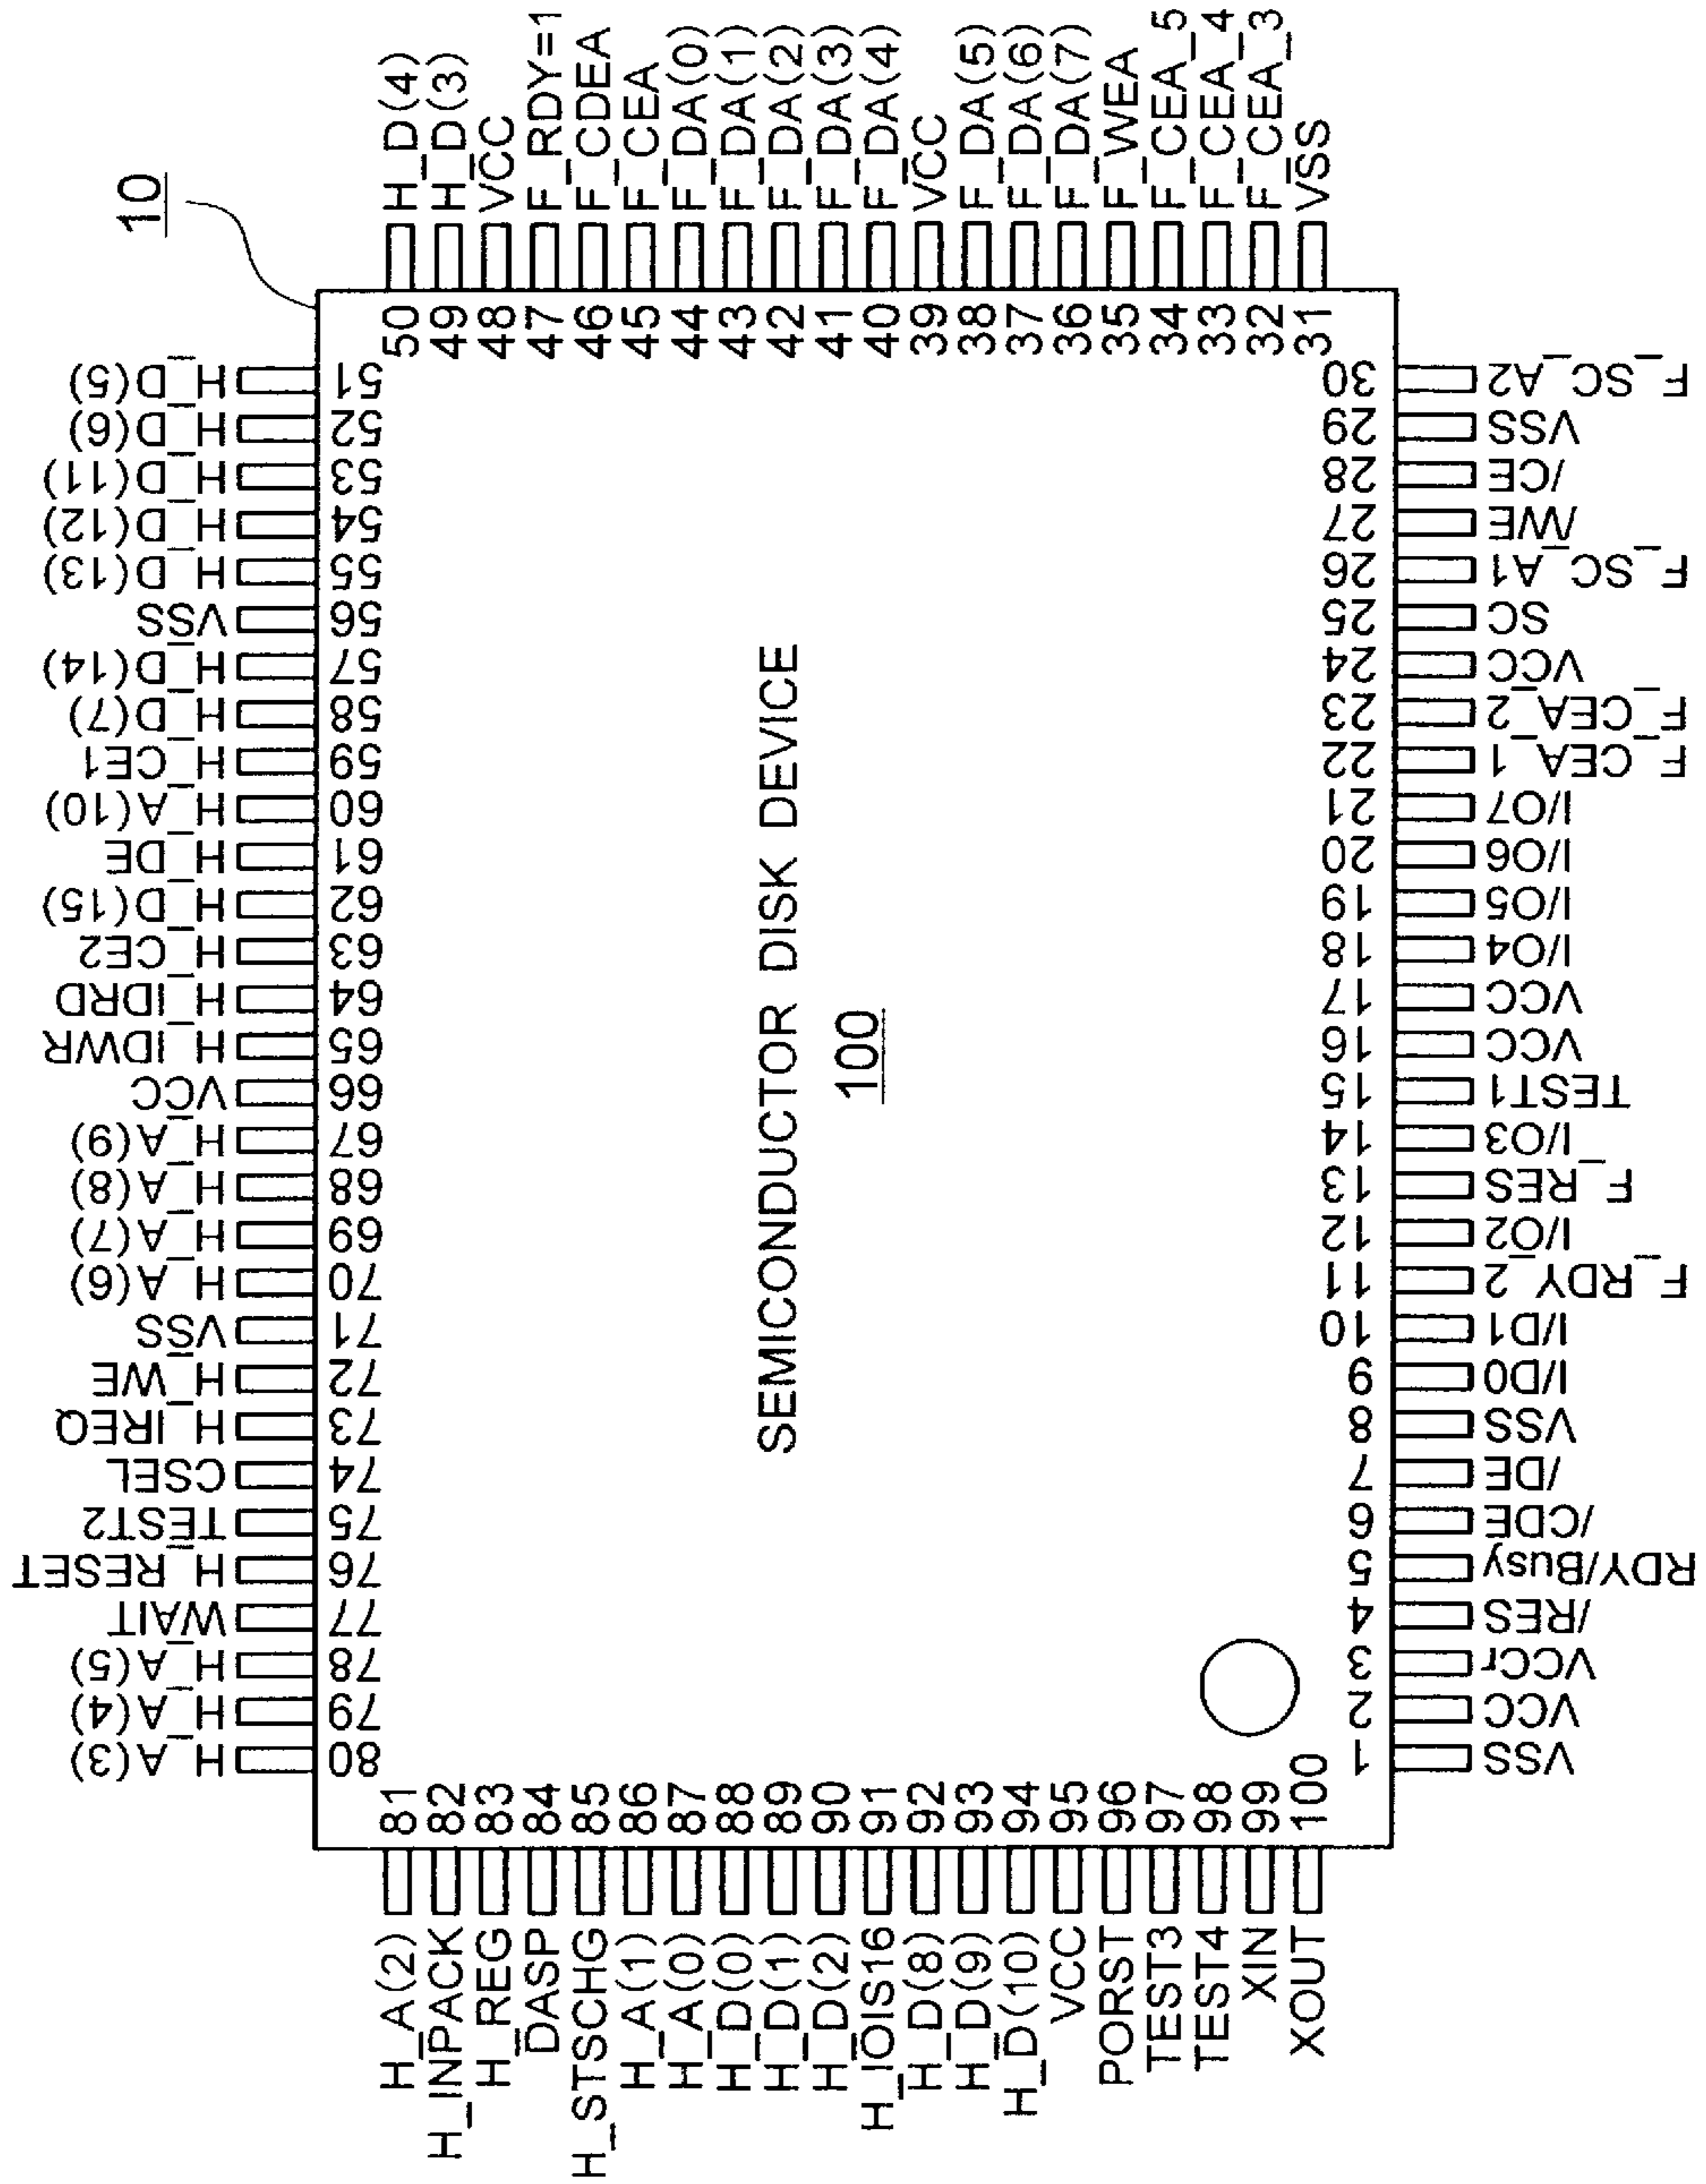 10
SEMICONDUCTOR DISK DEVICE
100
1 VSS
2 VCC
3 VCCr
4 /RES
5 RDY/Busy
6 /CDE
7 /DE
8 VSS
9 I/D0
10 I/D1
11 F_RDY_2
12 I/O2
13 F_RES
14 I/O3
15 TEST1
16 VCC
17 VCC
18 I/O4
19 I/O5
20 I/O6
21 I/O7
22 F_CEA_1
23 F_CEA_2
24 VCC
25 SC
26 F_SC_A1
27 /WE
28 /CE
29 VSS
30 F_SC_A2
31 VSS
32 F_CEA_3
33 F_CEA_4
34 F_CEA_5
35 F_WEA
36 F_DA(7)
37 F_DA(6)
38 F_DA(5)
39 VCC
40 F_DA(4)
41 F_DA(3)
42 F_DA(2)
43 F_DA(1)
44 F_DA(0)
45 F_CEA
46 F_CDEA
47 F_RDY=1
48 VCC
49 H_D(3)
50 H_D(4)
51 H_D(5)
52 H_D(6)
53 H_D(11)
54 H_D(12)
55 H_D(13)
56 VSS
57 H_D(14)
58 H_D(7)
59 H_CE1
60 H_A(10)
61 H_DE
62 H_D(15)
63 H_CE2
64 H_IDRD
65 H_IDWR
66 VCC
67 H_A(9)
68 H_A(8)
69 H_A(7)
70 H_A(6)
71 VSS
72 H_WE
73 H_IREQ
74 CSEL
75 TEST2
76 H_RESET
77 WAIT
78 H_A(5)
79 H_A(4)
80 H_A(3)
81 H_A(2)
82 H_INPACK
83 H_REG
84 DASP
85 H_STSCHG
86 H_A(1)
87 H_A(0)
88 H_D(0)
89 H_D(1)
90 H_D(2)
91 H_IOIS16
92 H_D(8)
93 H_D(9)
94 H_D(10)
95 VCC
96 PORST
97 TEST3
98 TEST4
99 XIN
100 XOUT